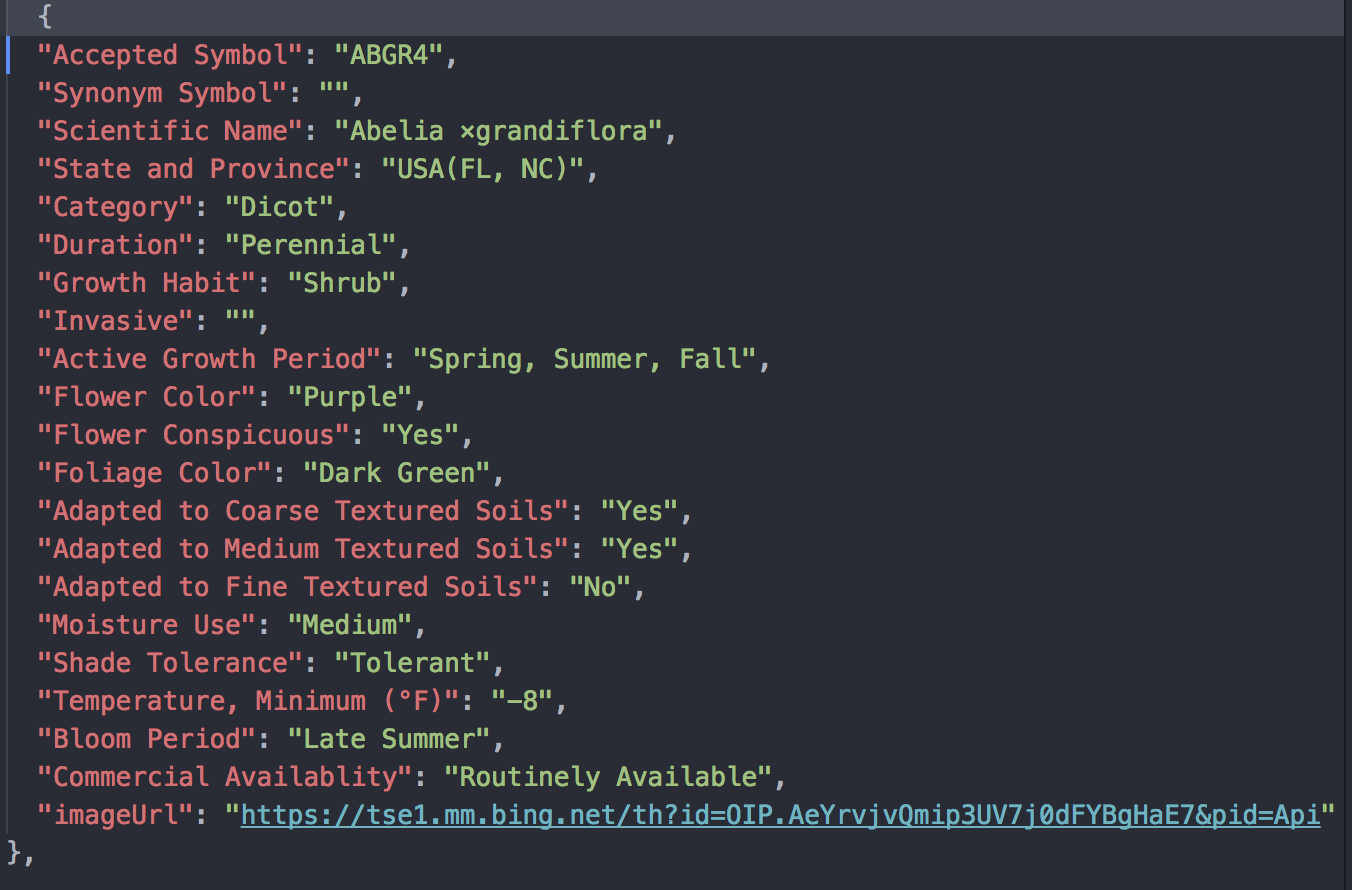 {
"Accepted Symbol": "ABGR4",
"Synonym Symbol": "",
"Scientific Name": "Abelia ×grandiflora",
"State and Province": "USA(FL, NC)",
"Category": "Dicot",
"Duration": "Perennial",
"Growth Habit": "Shrub",
"Invasive": "",
"Active Growth Period": "Spring, Summer, Fall",
"Flower Color": "Purple",
"Flower Conspicuous": "Yes",
"Foliage Color": "Dark Green",
"Adapted to Coarse Textured Soils": "Yes",
"Adapted to Medium Textured Soils": "Yes",
"Adapted to Fine Textured Soils": "No",
"Moisture Use": "Medium",
"Shade Tolerance": "Tolerant",
"Temperature, Minimum (°F)": "-8",
"Bloom Period": "Late Summer",
"Commercial Availablity": "Routinely Available",
"imageUrl": "https://tse1.mm.bing.net/th?id=OIP.AeYrvjvQmip3UV7j0dFYBgHaE7&pid=Api"
},